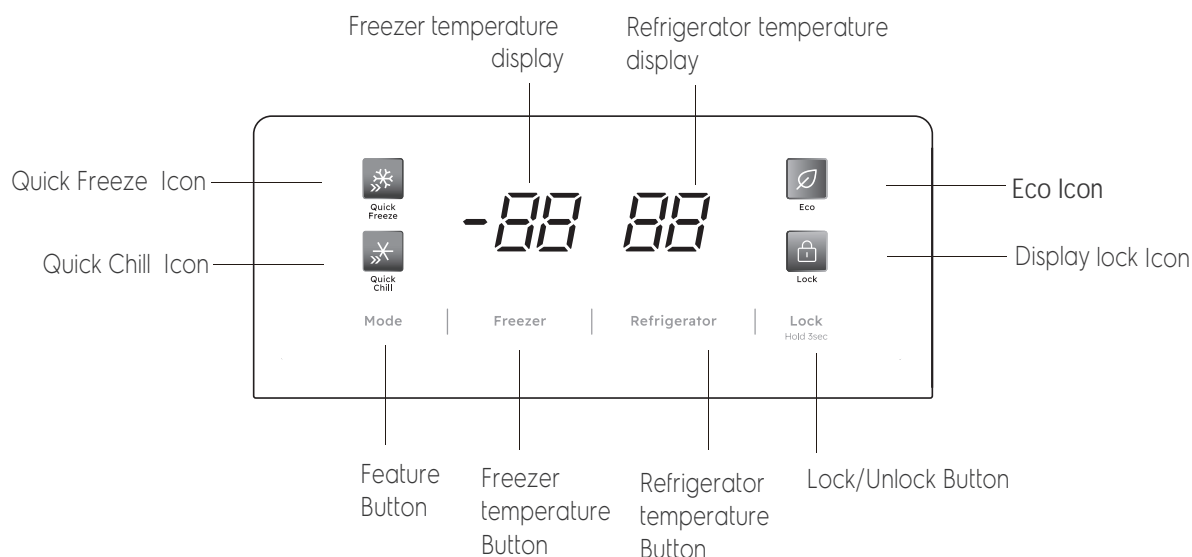 Freezer temperature
display
Refrigerator temperature
display
Quick Freeze Icon
Quick
Freeze
-88
88
Eco
Eco Icon
Quick Chill Icon
Quick
Chill
Lock
Display lock Icon
Mode
Freezer
Refrigerator
Lock
Hold 3sec
Feature
Button
Freezer
temperature
Button
Refrigerator
temperature
Button
Lock/Unlock Button